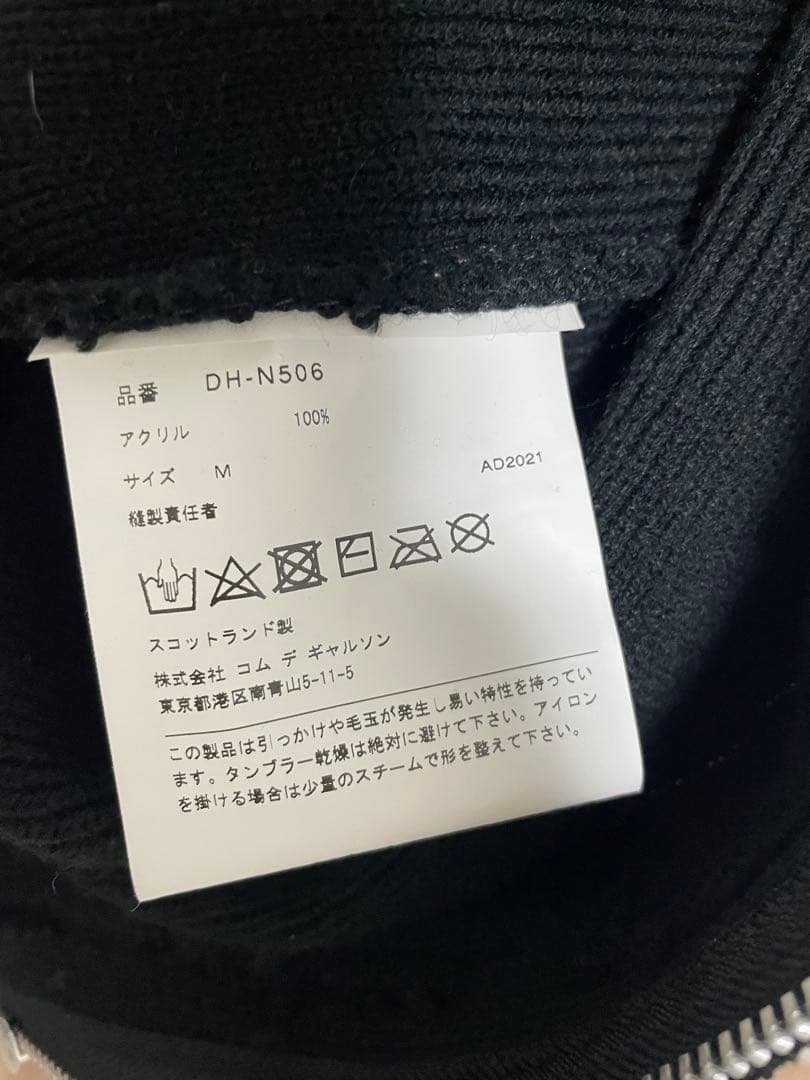 品番 DH-N506
アクリル 100%
サイズ M AD2021
縫製責任者
スコットランド製
株式会社 コム デ ギャルソン
東京都港区南青山5-11-5
この製品は引っかけや毛玉が発生し易い特性を持ってい
ます。タンブラー乾燥は絶対に避けて下さい。アイロン
を掛ける場合は少量のスチームで形を整えて下さい。